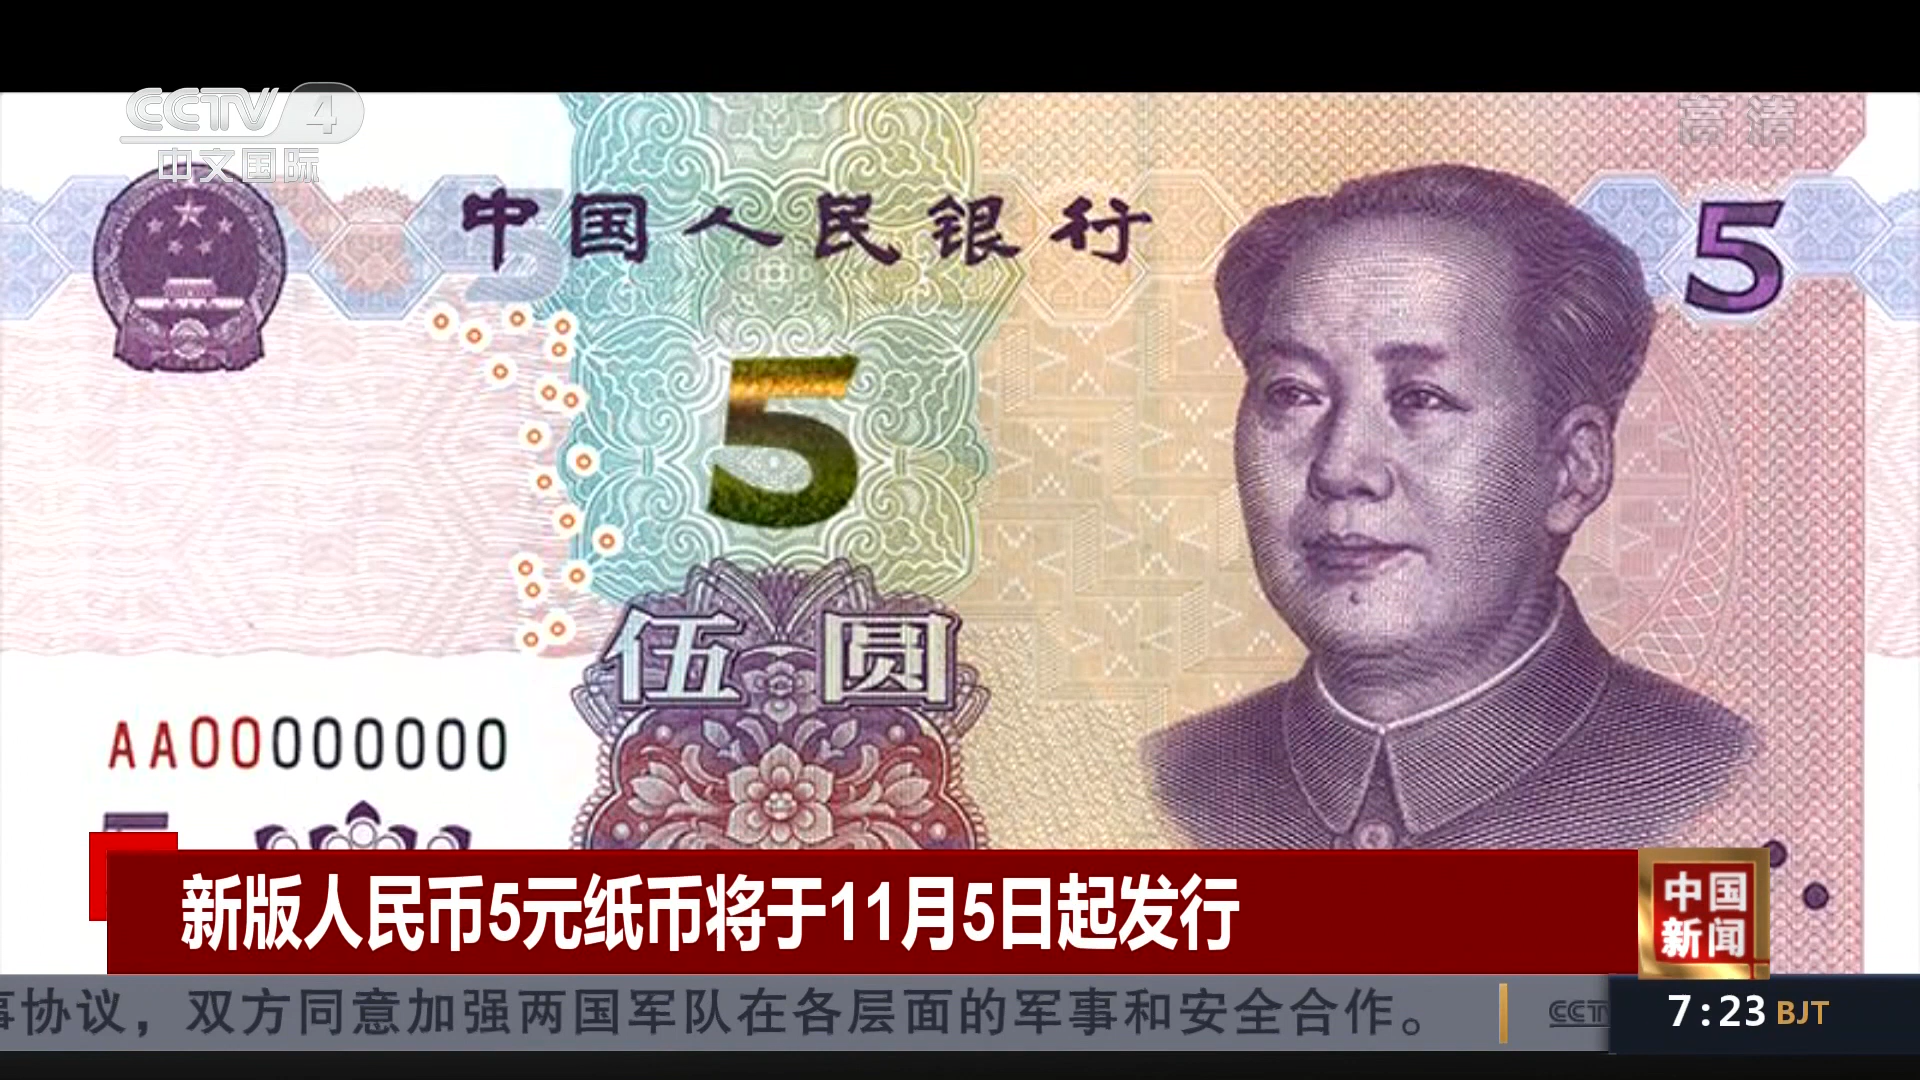 CCTV 4
中文国际
高清
中国人民银行
5
5
伍圆
AA00000000
新版人民币5元纸币将于11月5日起发行
中国
新闻
事协议，双方同意加强两国军队在各层面的军事和安全合作。
CCT
7:23 BJT